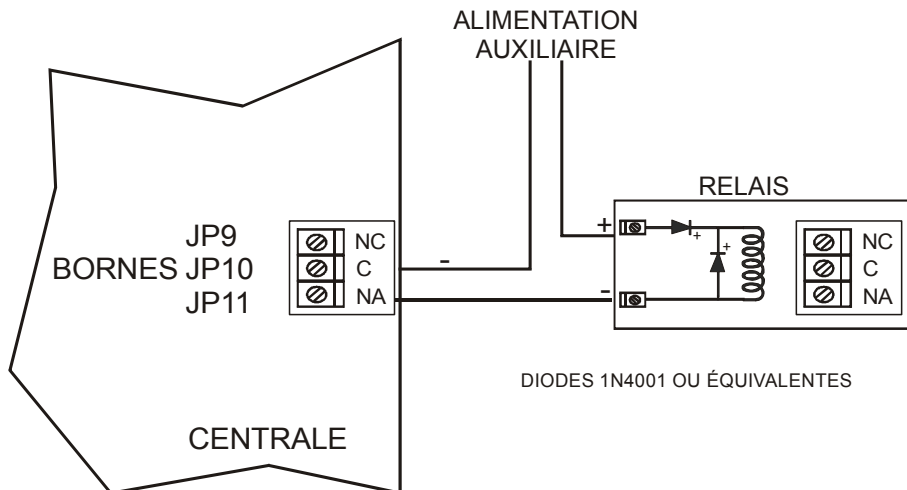 ALIMENTATION
AUXILIAIRE
RELAIS
JP9
BORNES JP10
JP11
NC
C
NA
-
+
-
+
+
NC
C
NA
DIODES 1N4001 OU ÉQUIVALENTES
CENTRALE